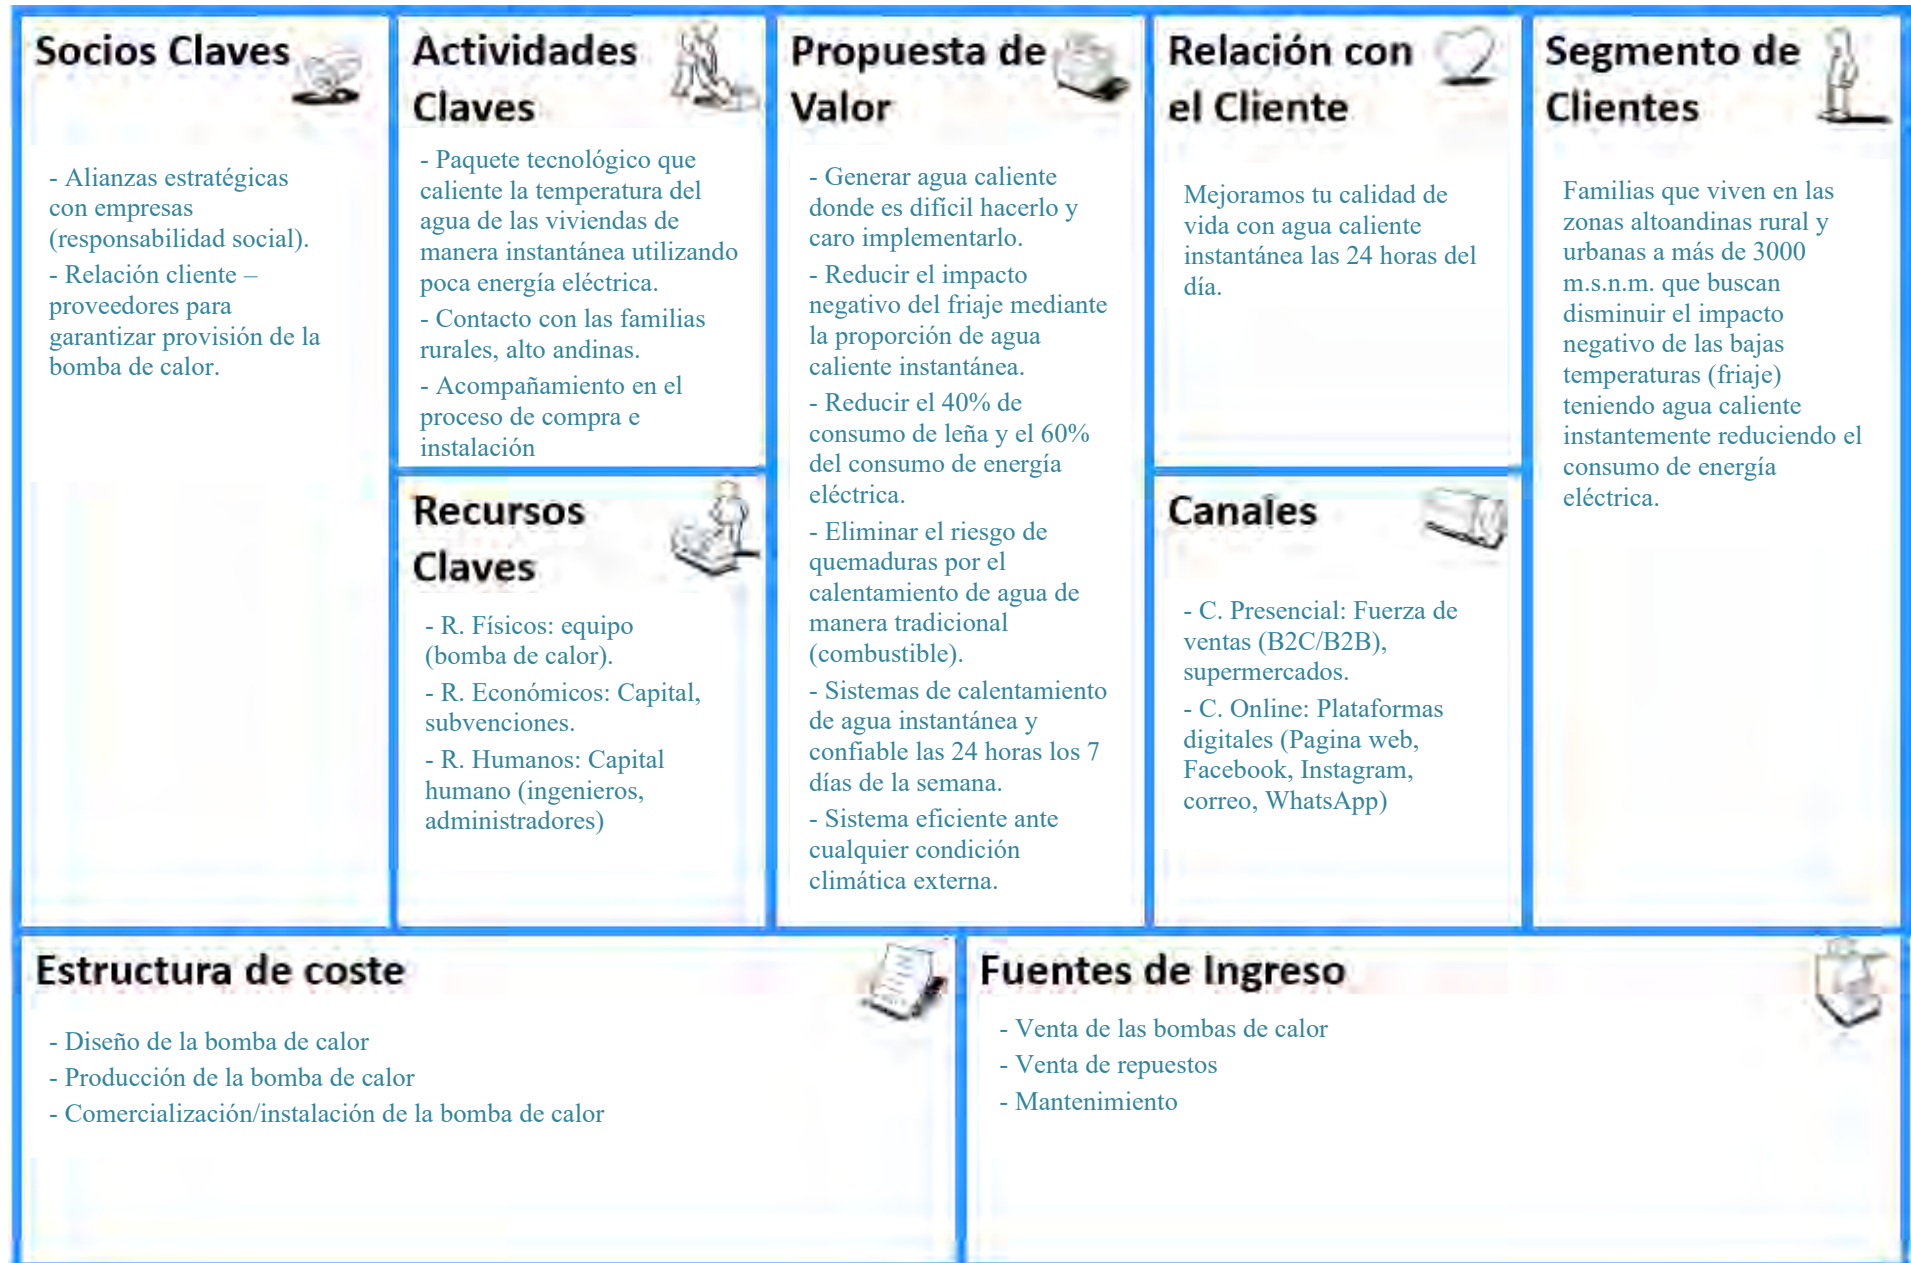 Socios Claves
- Alianzas estratégicas
con empresas
(responsabilidad social).
- Relación cliente –
proveedores para
garantizar provisión de la
bomba de calor.
Actividades
Claves
- Paquete tecnológico que
caliente la temperatura del
agua de las viviendas de
manera instantánea utilizando
poca energía eléctrica.
- Contacto con las familias
rurales, alto andinas.
- Acompañamiento en el
proceso de compra e
instalación
Recursos
Claves
- R. Físicos: equipo
(bomba de calor).
- R. Económicos: Capital,
subvenciones.
- R. Humanos: Capital
humano (ingenieros,
administradores)
Propuesta de
Valor
- Generar agua caliente
donde es difícil hacerlo y
caro implementarlo.
- Reducir el impacto
negativo del friaje mediante
la proporción de agua
caliente instantánea.
- Reducir el 40% de
consumo de leña y el 60%
del consumo de energía
eléctrica.
- Eliminar el riesgo de
quemaduras por el
calentamiento de agua de
manera tradicional
(combustible).
- Sistemas de calentamiento
de agua instantánea y
confiable las 24 horas los 7
días de la semana.
- Sistema eficiente ante
cualquier condición
climática externa.
Relación con
el Cliente
Mejoramos tu calidad de
vida con agua caliente
instantánea las 24 horas del
día.
Canales
- C. Presencial: Fuerza de
ventas (B2C/B2B),
supermercados.
- C. Online: Plataformas
digitales (Pagina web,
Facebook, Instagram,
correo, WhatsApp)
Segmento de
Clientes
Familias que viven en las
zonas altoandinas rural y
urbanas a más de 3000
m.s.n.m. que buscan
disminuir el impacto
negativo de las bajas
temperaturas (friaje)
teniendo agua caliente
instantemente reduciendo el
consumo de energía
eléctrica.
Estructura de coste
- Diseño de la bomba de calor
- Producción de la bomba de calor
- Comercialización/instalación de la bomba de calor
Fuentes de Ingreso
- Venta de las bombas de calor
- Venta de repuestos
- Mantenimiento